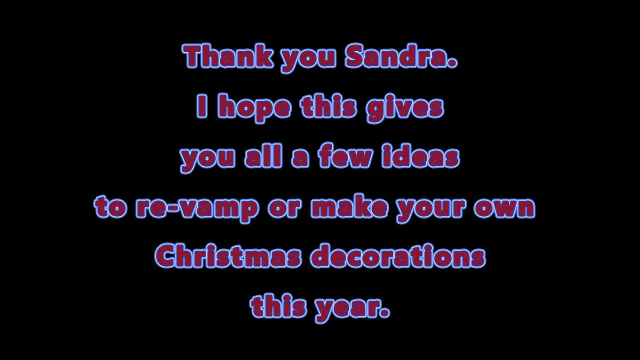 Thank you Sandra.
I hope this gives
you all a few ideas
to re-vamp or make your own
Christmas decorations
this year.